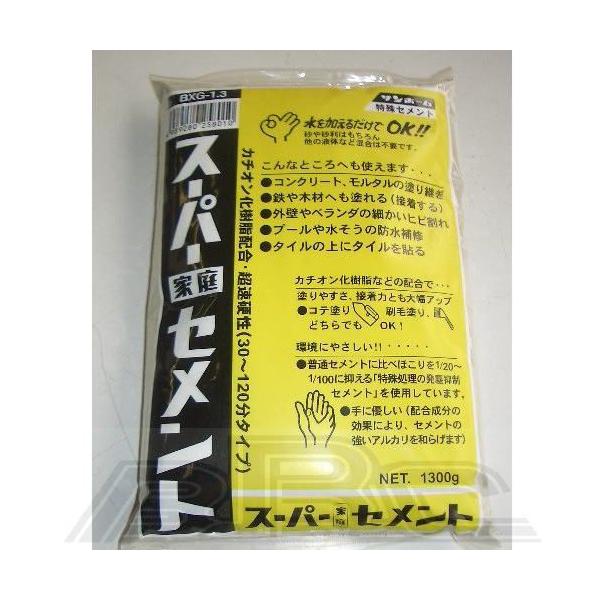 BXG-1.3
スーパー家庭セメント
カチオン化樹脂配合・超速硬性(30～120分タイプ)
サンホーム
特殊セメント
水を加えるだけで OK!!
砂や砂利はもちろん
他の液体など混合は不要です。
こんなところへも使えます・・・
●コンクリート、モルタルの塗り継ぎ
●鉄や木材へも塗れる(接着する)
●外壁やベランダの細かいヒビ割れ
●プールや水そうの防水補修
●タイルの上にタイルを貼る
カチオン化樹脂などの配合で・・・
塗りやすさ、接着力とも大幅アップ
●コテ塗り 刷毛塗り、
どちらでも OK!
環境にやさしい!!・・・・・
●普通セメントに比べほこりを1/20～
1/100に抑える「特殊処理の発塵抑制
セメント」を使用しています。
●手に優しい(配合成分の
効果により、セメントの
強いアルカリを和らげます)
NET. 1300g
スーパー家庭セメント